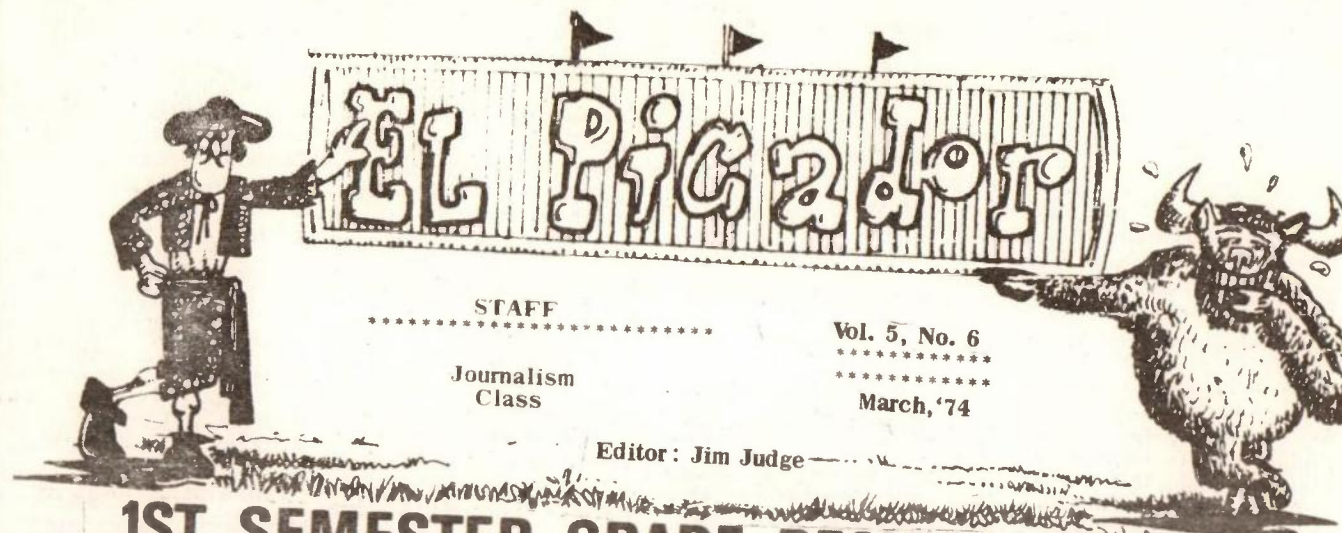 EL PiCador
STAFF
**************************
Vol. 5, No. 6
************
************
Journalism
Class
March, '74
Editor: Jim Judge
1ST SEMESTER GRADE